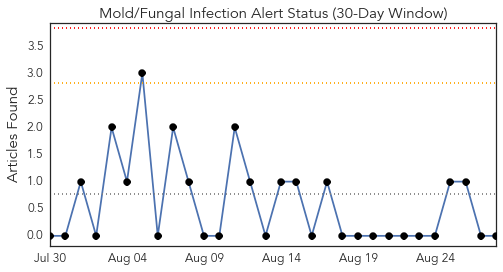 Mold/Fungal Infection Alert Status (30-Day Window)
Articles Found
3.5
3.0
2.5
2.0
1.5
1.0
0.5
0.0
Jul 30 Aug 04 Aug 09 Aug 14 Aug 19 Aug 24